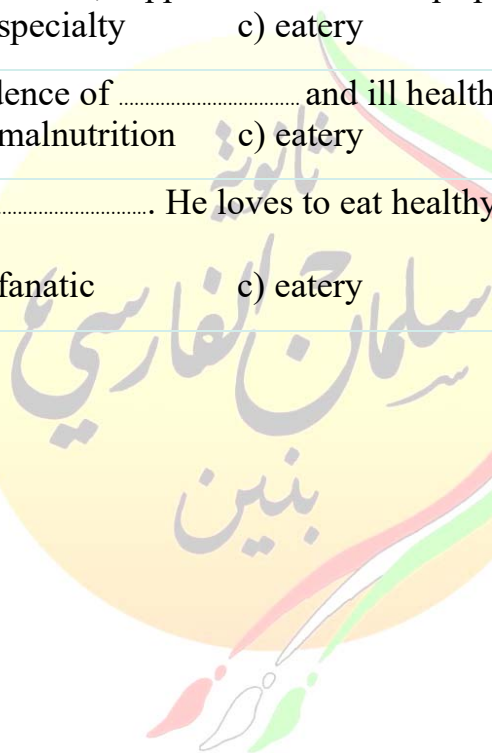 specialty c) eatery
dence of .................................... and ill health
malnutrition c) eatery
.............................. . He loves to eat healthy
fanatic c) eatery
ثانوية
سلمان الفارسي
بنين